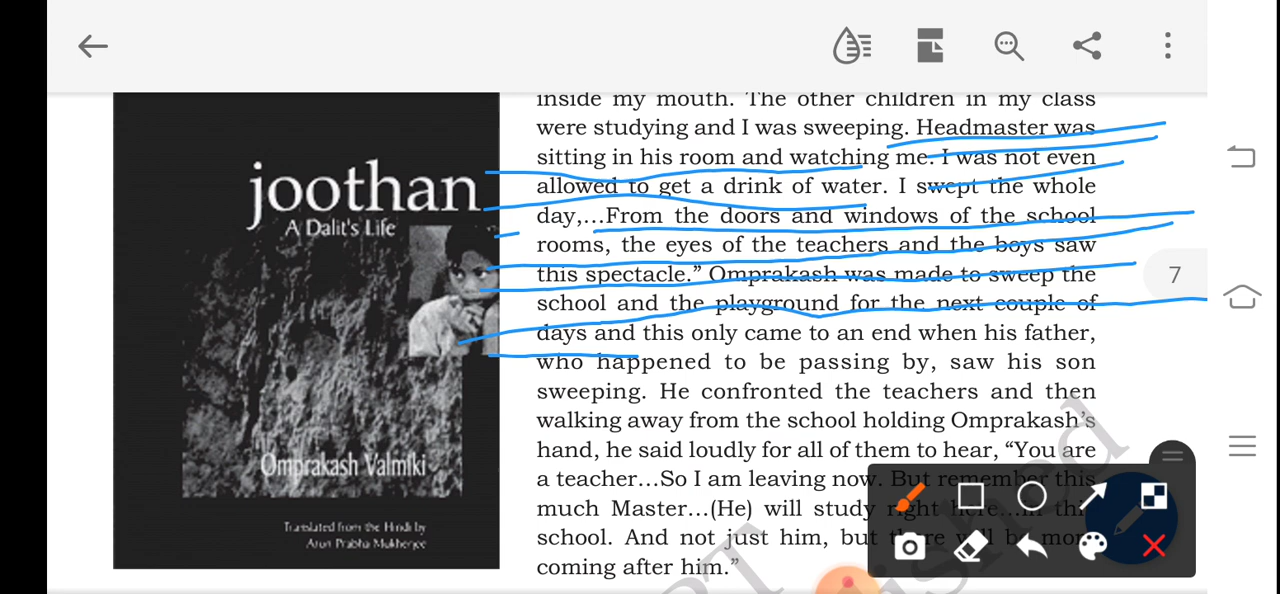 joothan
A Dalit's Life
Omprakash Valmiki
Translated from the Hindi by
Arun Prabha Mukherjee
inside my mouth. The other children in my class
were studying and I was sweeping. Headmaster was
sitting in his room and watching me. I was not even
allowed to get a drink of water. I swept the whole
day,...From the doors and windows of the school
rooms, the eyes of the teachers and the boys saw
this spectacle.” Omprakash was made to sweep the
school and the playground for the next couple of
days and this only came to an end when his father,
who happened to be passing by, saw his son
sweeping. He confronted the teachers and then
walking away from the school holding Omprakash’s
hand, he said loudly for all of them to hear, “You are
a teacher...So I am leaving now. But remember this
much Master...(He) will study right here...in this
school. And not just him, but there will be more
coming after him.”
7